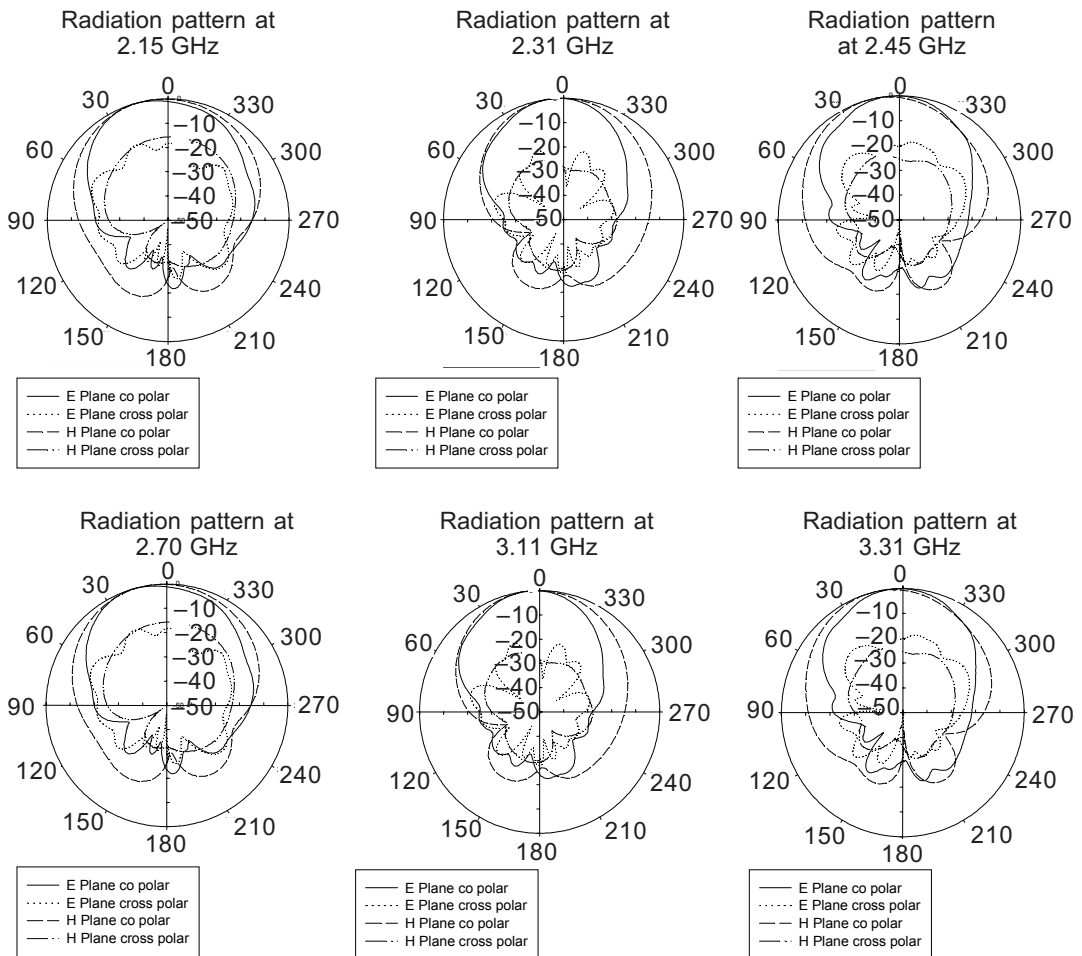 Radiation pattern at
2.15 GHz
0
30
330
60
300
90
270
120
240
150
210
180
0
−10
−20
−30
−40
−50
E Plane co polar
E Plane cross polar
H Plane co polar
H Plane cross polar
Radiation pattern at
2.31 GHz
0
30
330
60
300
90
270
120
240
150
210
180
−10
−20
−30
−40
−50
E Plane co polar
E Plane cross polar
H Plane co polar
H Plane cross polar
Radiation pattern
at 2.45 GHz
0
30
330
60
300
90
270
120
240
150
210
180
−10
−20
−30
−40
−50
E Plane co polar
E Plane cross polar
H Plane co polar
H Plane cross polar
Radiation pattern at
2.70 GHz
0
30
330
60
300
90
270
120
240
150
210
180
0
−10
−20
−30
−40
−50
E Plane co polar
E Plane cross polar
H Plane co polar
H Plane cross polar
Radiation pattern at
3.11 GHz
0
30
330
60
300
90
270
120
240
150
210
180
−10
−20
−30
−40
−50
E Plane co polar
E Plane cross polar
H Plane co polar
H Plane cross polar
Radiation pattern at
3.31 GHz
0
30
330
60
300
90
270
120
240
150
210
180
−10
−20
−30
−40
−50
E Plane co polar
E Plane cross polar
H Plane co polar
H Plane cross polar